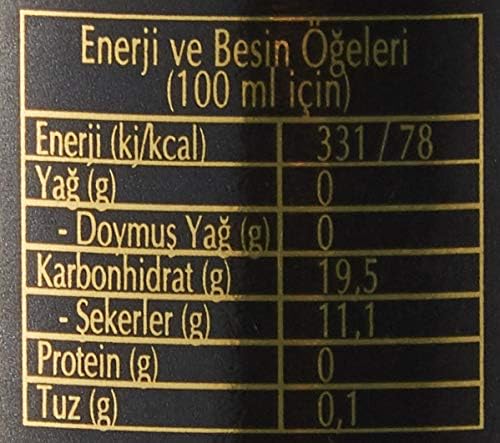 Enerji ve Besin Öğeleri
(100 ml için)
Enerji (kj/kcal) 331 / 78
Yağ (g) 0
- Doymuş Yağ (g) 0
Karbonhidrat (g) 19,5
- Şekerler (g) 11,1
Protein (g) 0
Tuz (g) 0,1